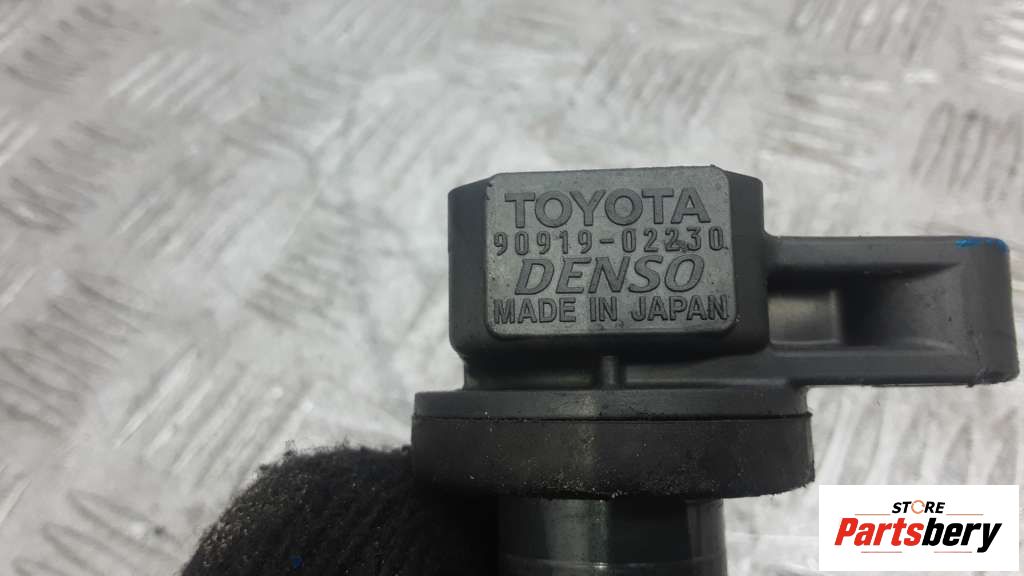 TOYOTA
90919-02230
DENSO
MADE IN JAPAN
STORE
Partsbery